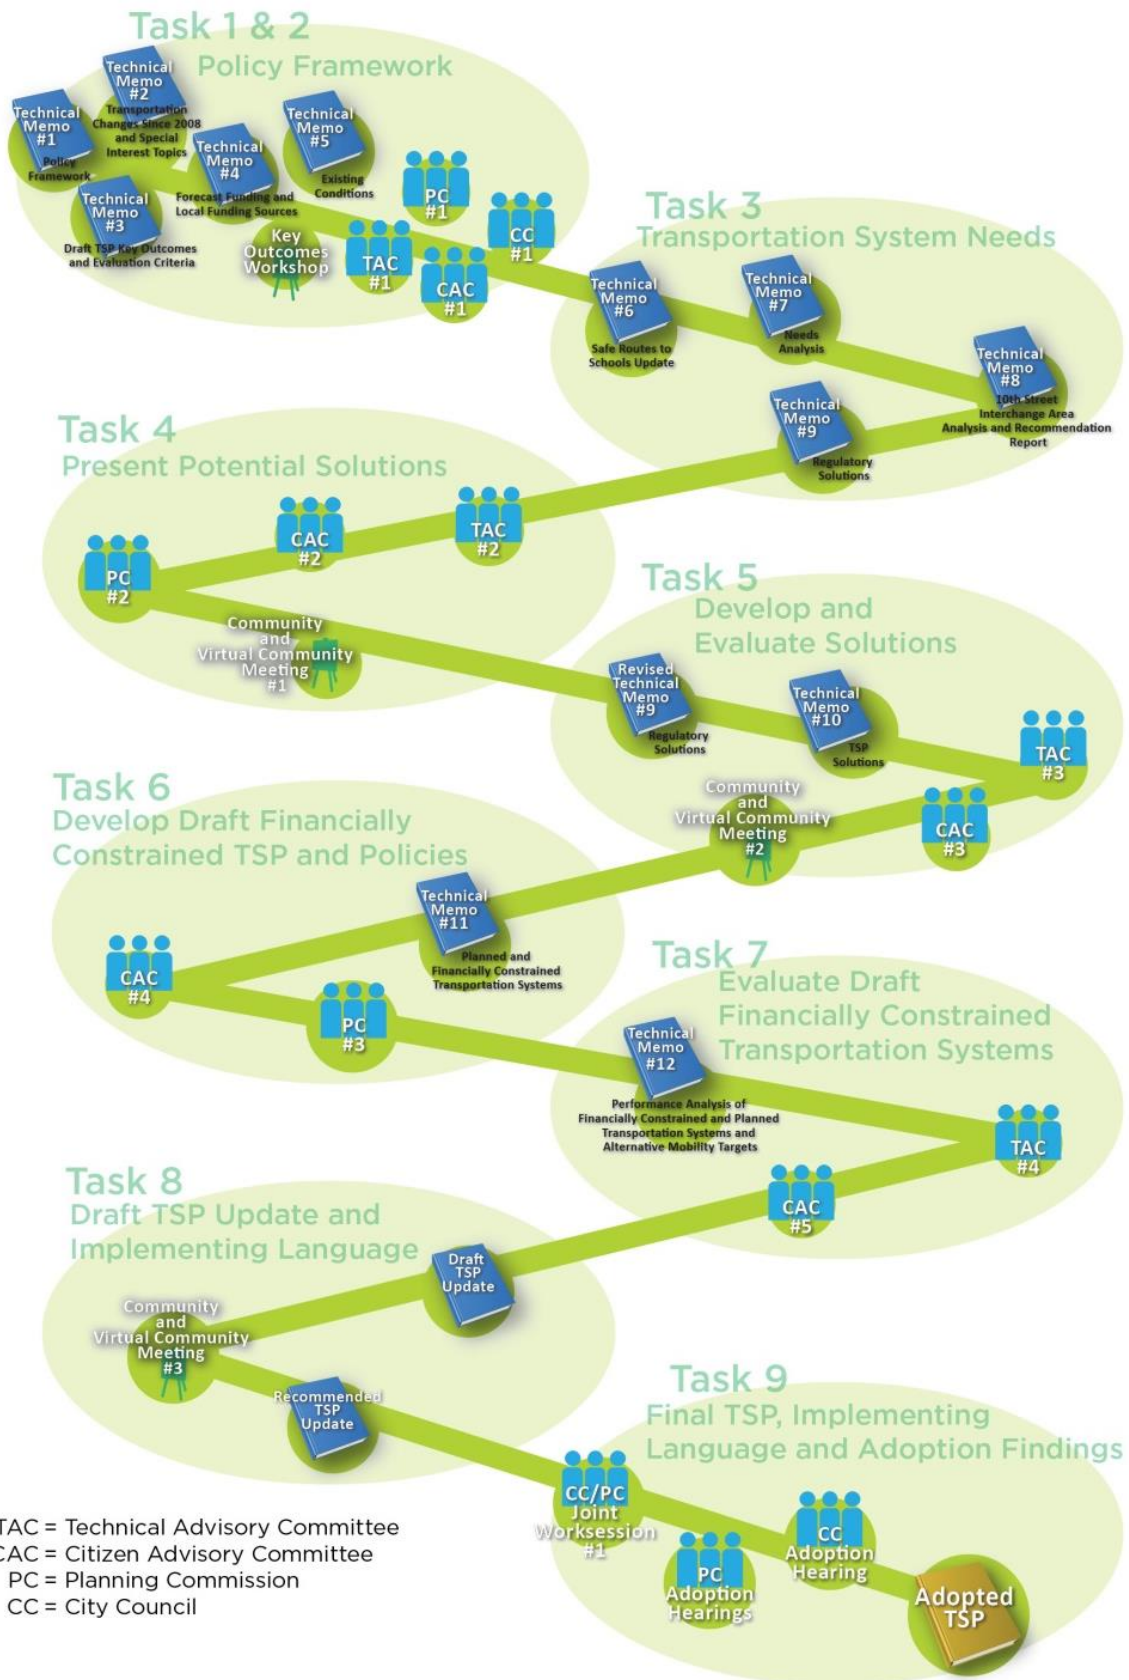 Task 1 & 2
Policy Framework
Technical
Memo
#1
Policy
Framework
Technical
Memo
#2
Transportation
Changes Since 2008
and Special
Interest Topics
Technical
Memo
#3
Draft TSP Key Outcomes
and Evaluation Criteria
Technical
Memo
#4
Forecast Funding and
Local Funding Sources
Technical
Memo
#5
Existing
Conditions
Key
Outcomes
Workshop
TAC
#1
PC
#1
CAC
#1
CC
#1
Task 3
Transportation System Needs
Technical
Memo
#6
Safe Routes to
Schools Update
Technical
Memo
#7
Needs
Analysis
Technical
Memo
#8
10th Street
Interchange Area
Analysis and Recommendation
Report
Technical
Memo
#9
Regulatory
Solutions
Task 4
Present Potential Solutions
TAC
#2
CAC
#2
PC
#2
Community
and
Virtual Community
Meeting
#1
Task 5
Develop and
Evaluate Solutions
Revised
Technical
Memo
#9
Regulatory
Solutions
Technical
Memo
#10
TSP
Solutions
TAC
#3
CAC
#3
Community
and
Virtual Community
Meeting
#2
Task 6
Develop Draft Financially
Constrained TSP and Policies
Technical
Memo
#11
Planned and
Financially Constrained
Transportation Systems
CAC
#4
PC
#3
Task 7
Evaluate Draft
Financially Constrained
Transportation Systems
Technical
Memo
#12
Performance Analysis of
Financially Constrained and Planned
Transportation Systems and
Alternative Mobility Targets
TAC
#4
CAC
#5
Task 8
Draft TSP Update and
Implementing Language
Draft
TSP
Update
Community
and
Virtual Community
Meeting
#3
Recommended
TSP
Update
Task 9
Final TSP, Implementing
Language and Adoption Findings
CC/PC
Joint
Worksession
#1
PC
Adoption
Hearings
CC
Adoption
Hearing
Adopted
TSP
TAC = Technical Advisory Committee
CAC = Citizen Advisory Committee
PC = Planning Commission
CC = City Council